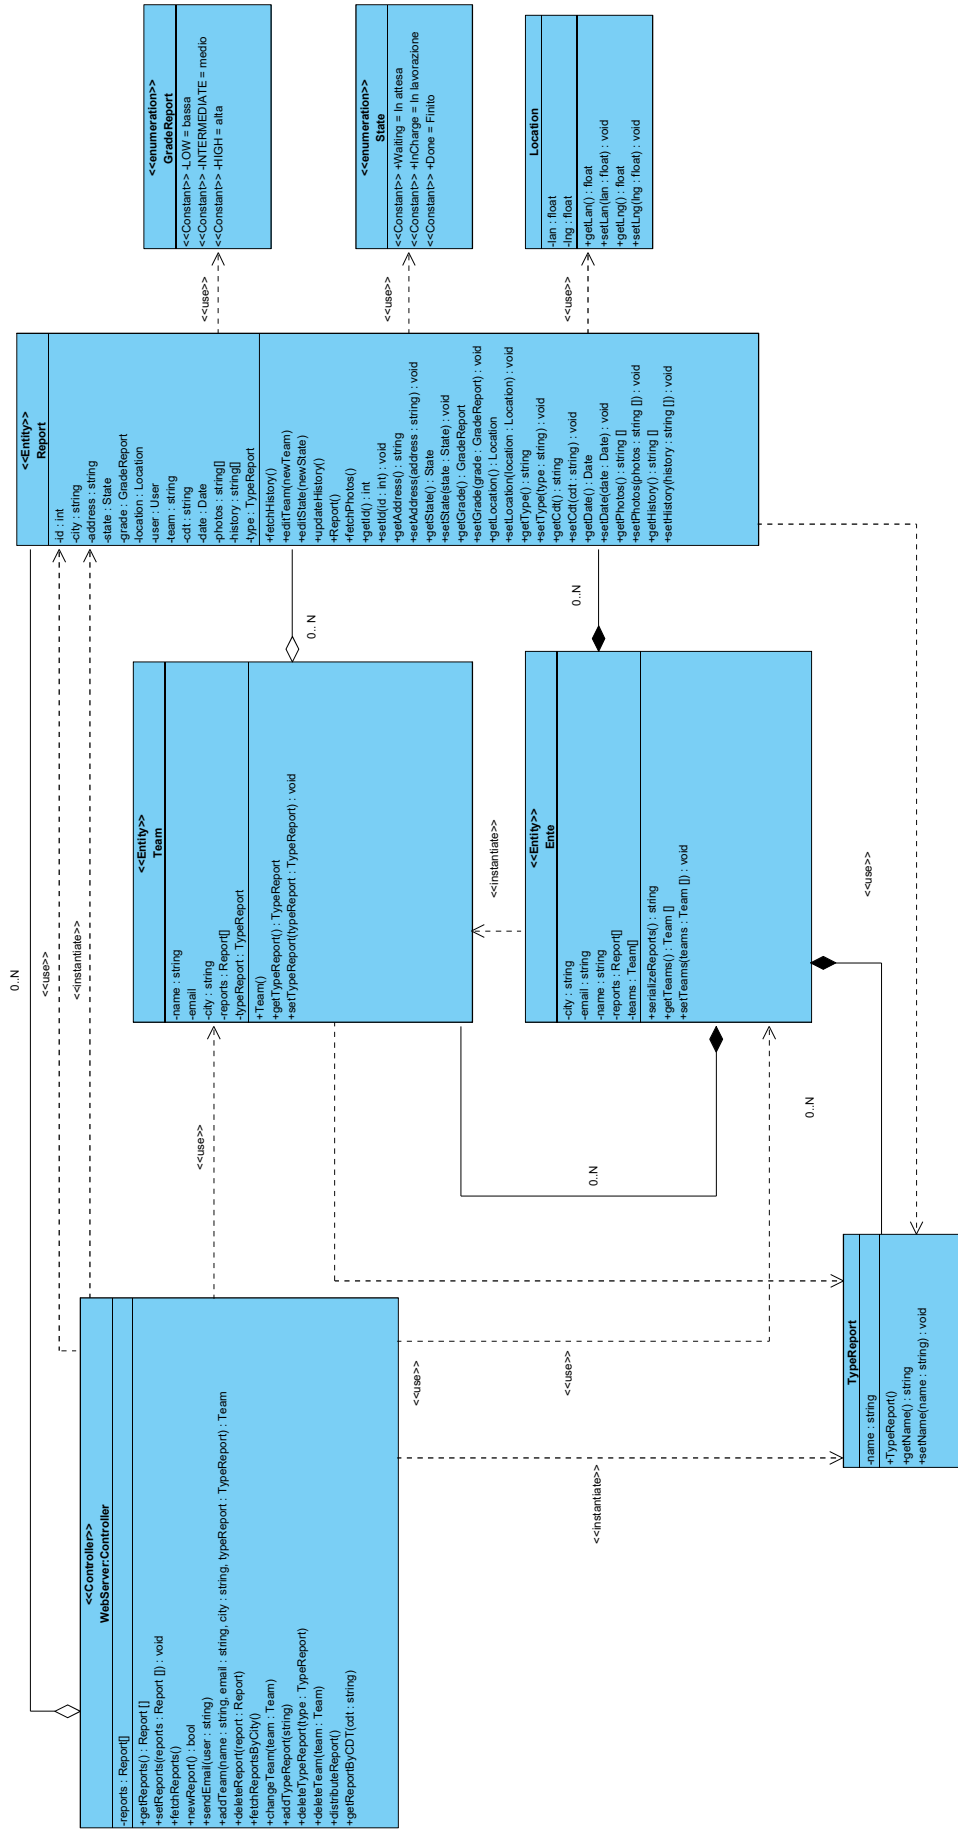 <<Controller>>
WebServer:Controller
-reports : Report[]
+getReports() : Report []
+setReports(reports : Report []) : void
+fetchReports()
+newReport() : bool
+sendEmail(user : string)
+addTeam(name : string, email : string, city : string, typeReport : TypeReport) : Team
+deleteReport(report : Report)
+fetchReportsByCity()
+changeTeam(team : Team)
+addTypeReport(string)
+deleteTypeReport(type : TypeReport)
+deleteTeam(team : Team)
+distributeReport()
+getReportByCDT(cdt : string)
0..N
<<use>>
<<instantiate>>
<<use>>
<<use>>
<<use>>
<<instantiate>>
TypeReport
-name : string
+TypeReport()
+getName() : string
+setName(name : string) : void
<<Entity>>
Team
-name : string
-email
-city : string
-reports : Report[]
-typeReport : TypeReport
+Team()
+getTypeReport() : TypeReport
+setTypeReport(typeReport : TypeReport) : void
0..N
0..N
<<instantiate>>
<<Entity>>
Ente
-city : string
-email : string
-name : string
-reports : Report[]
-teams : Team[]
+serializeReports() : string
+getTeams() : Team []
+setTeams(teams : Team []) : void
<<use>>
0..N
0..N
<<Entity>>
Report
-id : int
-city : string
-address : string
-state : State
-grade : GradeReport
-location : Location
-user : User
-team : string
-cdt : string
-date : Date
-photos : string[]
-history : string[]
-type : TypeReport
+fetchHistory()
+editTeam(newTeam)
+editState(newState)
+updateHistory()
+Report()
+fetchPhotos()
+getId() : int
+setId(id : int) : void
+getAddress() : string
+setAddress(address : string) : void
+getState() : State
+setState(state : State) : void
+getGrade() : GradeReport
+setGrade(grade : GradeReport) : void
+getLocation() : Location
+setLocation(location : Location) : void
+getType() : string
+setType(type : string) : void
+getCdt() : string
+setCdt(cdt : string) : void
+getDate() : Date
+setDate(date : Date) : void
+getPhotos() : string []
+setPhotos(photos : string []) : void
+getHistory() : string []
+setHistory(history : string []) : void
<<use>>
<<use>>
<<use>>
<<enumeration>>
GradeReport
<<Constant>> -LOW = bassa
<<Constant>> -INTERMEDIATE = medio
<<Constant>> -HIGH = alta
<<enumeration>>
State
<<Constant>> +Waiting = In attesa
<<Constant>> +InCharge = In lavorazione
<<Constant>> +Done = Finito
Location
-lan : float
-lng : float
+getLan() : float
+setLan(lan : float) : void
+getLng() : float
+setLng(lng : float) : void